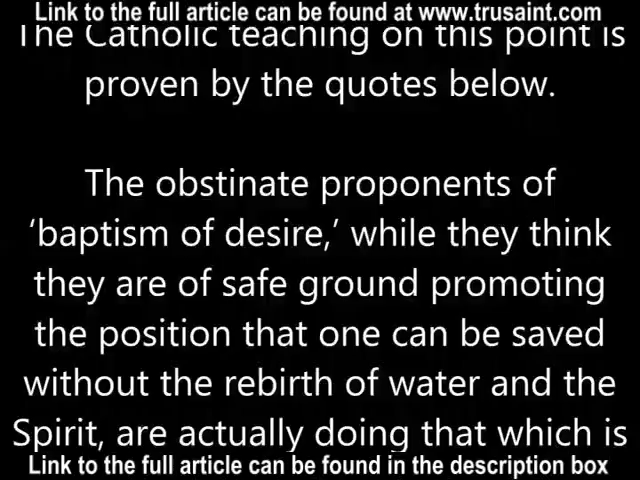 Link to the full article can be found at www.trusaint.com
The Catholic teaching on this point is
proven by the quotes below.
The obstinate proponents of
‘baptism of desire,’ while they think
they are of safe ground promoting
the position that one can be saved
without the rebirth of water and the
Spirit, are actually doing that which is
Link to the full article can be found in the description box